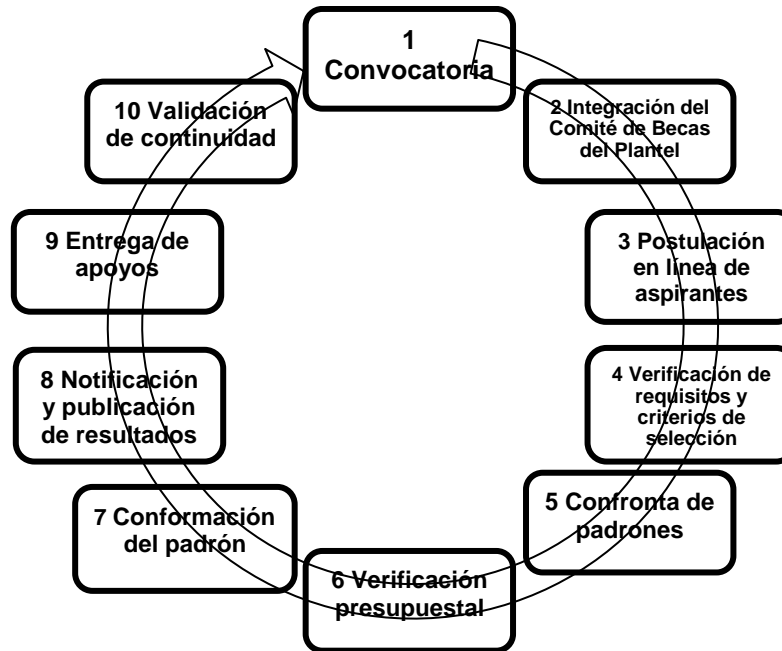 1
Convocatoria
2 Integración del
Comité de Becas
del Plantel
3 Postulación
en línea de
aspirantes
4 Verificación de
requisitos y
criterios de
selección
5 Confronta de
padrones
6 Verificación
presupuestal
7 Conformación
del padrón
8 Notificación
y publicación
de resultados
9 Entrega de
apoyos
10 Validación
de continuidad